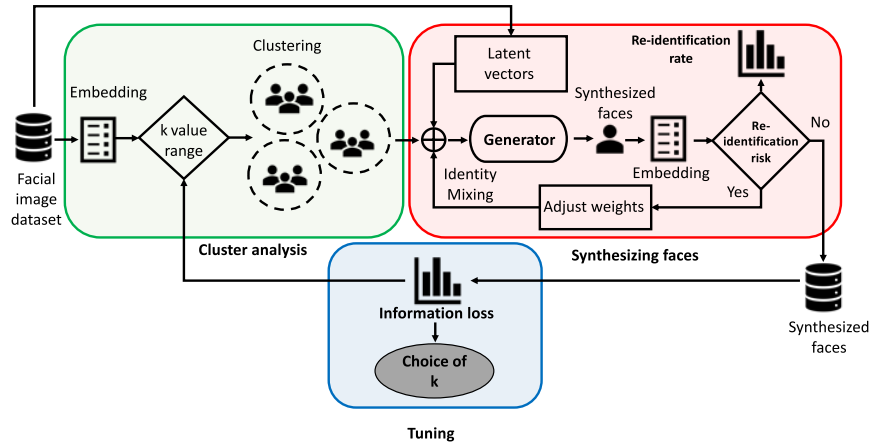 Clustering
Embedding
k value
range
Facial
image
dataset
Cluster analysis
Latent
vectors
Re-identification
rate
Synthesized
faces
Generator
Re-
identification
risk
No
Identity
Mixing
Embedding
Yes
Adjust weights
Synthesizing faces
Information loss
Choice of
k
Synthesized
faces
Tuning